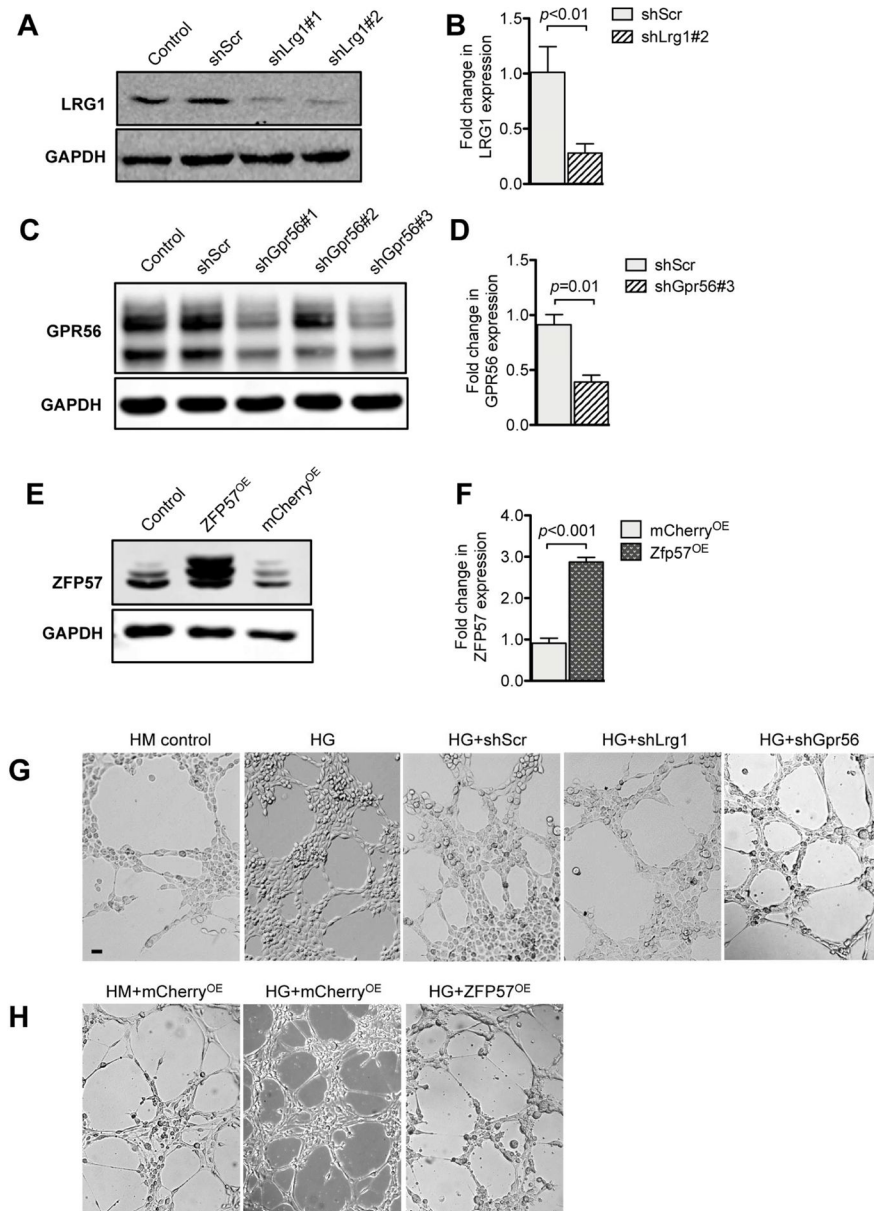 A
Control
shScr
shLrg1#1
shLrg1#2
LRG1
GAPDH
B
p<0.01
shScr
shLrg1#2
Fold change in
LRG1 expression
1.5
1.0
0.5
0.0
C
Control
shScr
shGpr56#1
shGpr56#2
shGpr56#3
GPR56
GAPDH
D
p=0.01
shScr
shGpr56#3
Fold change in
GPR56 expression
1.5
1.0
0.5
0.0
E
Control
ZFP57OE
mCherryOE
ZFP57
GAPDH
F
p<0.001
mCherryOE
Zfp57OE
Fold change in
ZFP57 expression
4.0
3.0
2.0
1.0
0.0
G
HM control
HG
HG+shScr
HG+shLrg1
HG+shGpr56
H
HM+mCherryOE
HG+mCherryOE
HG+ZFP57OE